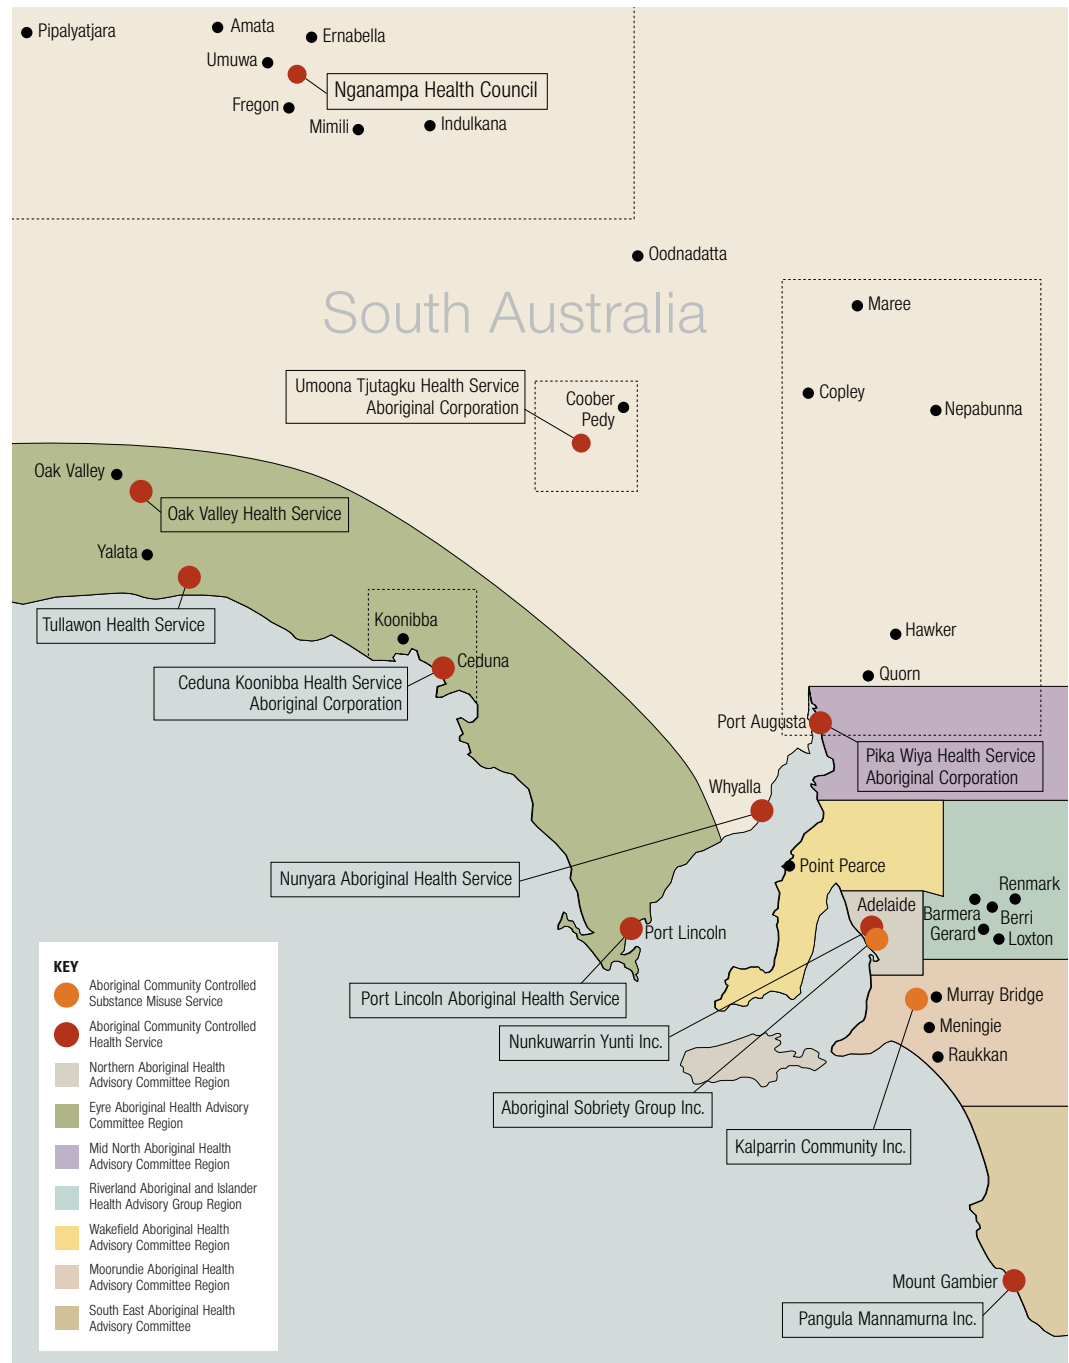 Pipalyatjara
Amata
Ernabella
Umuwa
Nganampa Health Council
Fregon
Mimili
Indulkana
Oodnadatta
South Australia
Maree
Umoona Tjutagku Health Service
Aboriginal Corporation
Coober
Pedy
Copley
Nepabunna
Oak Valley
Oak Valley Health Service
Yalata
Tullawon Health Service
Koonibba
Ceduna
Ceduna Koonibba Health Service
Aboriginal Corporation
Hawker
Quorn
Port Augusta
Pika Wiya Health Service
Aboriginal Corporation
Whyalla
Nunyara Aboriginal Health Service
Point Pearce
Renmark
Adelaide
Barmera
Berri
Gerard
Loxton
Port Lincoln
Port Lincoln Aboriginal Health Service
Murray Bridge
Meningie
Raukkan
Nunkuwarrin Yunti Inc.
Aboriginal Sobriety Group Inc.
Kalparrin Community Inc.
Mount Gambier
Pangula Mannamurna Inc.
KEY
Aboriginal Community Controlled
Substance Misuse Service
Aboriginal Community Controlled
Health Service
Northern Aboriginal Health
Advisory Committee Region
Eyre Aboriginal Health Advisory
Committee Region
Mid North Aboriginal Health
Advisory Committee Region
Riverland Aboriginal and Islander
Health Advisory Group Region
Wakefield Aboriginal Health
Advisory Committee Region
Moorundie Aboriginal Health
Advisory Committee Region
South East Aboriginal Health
Advisory Committee